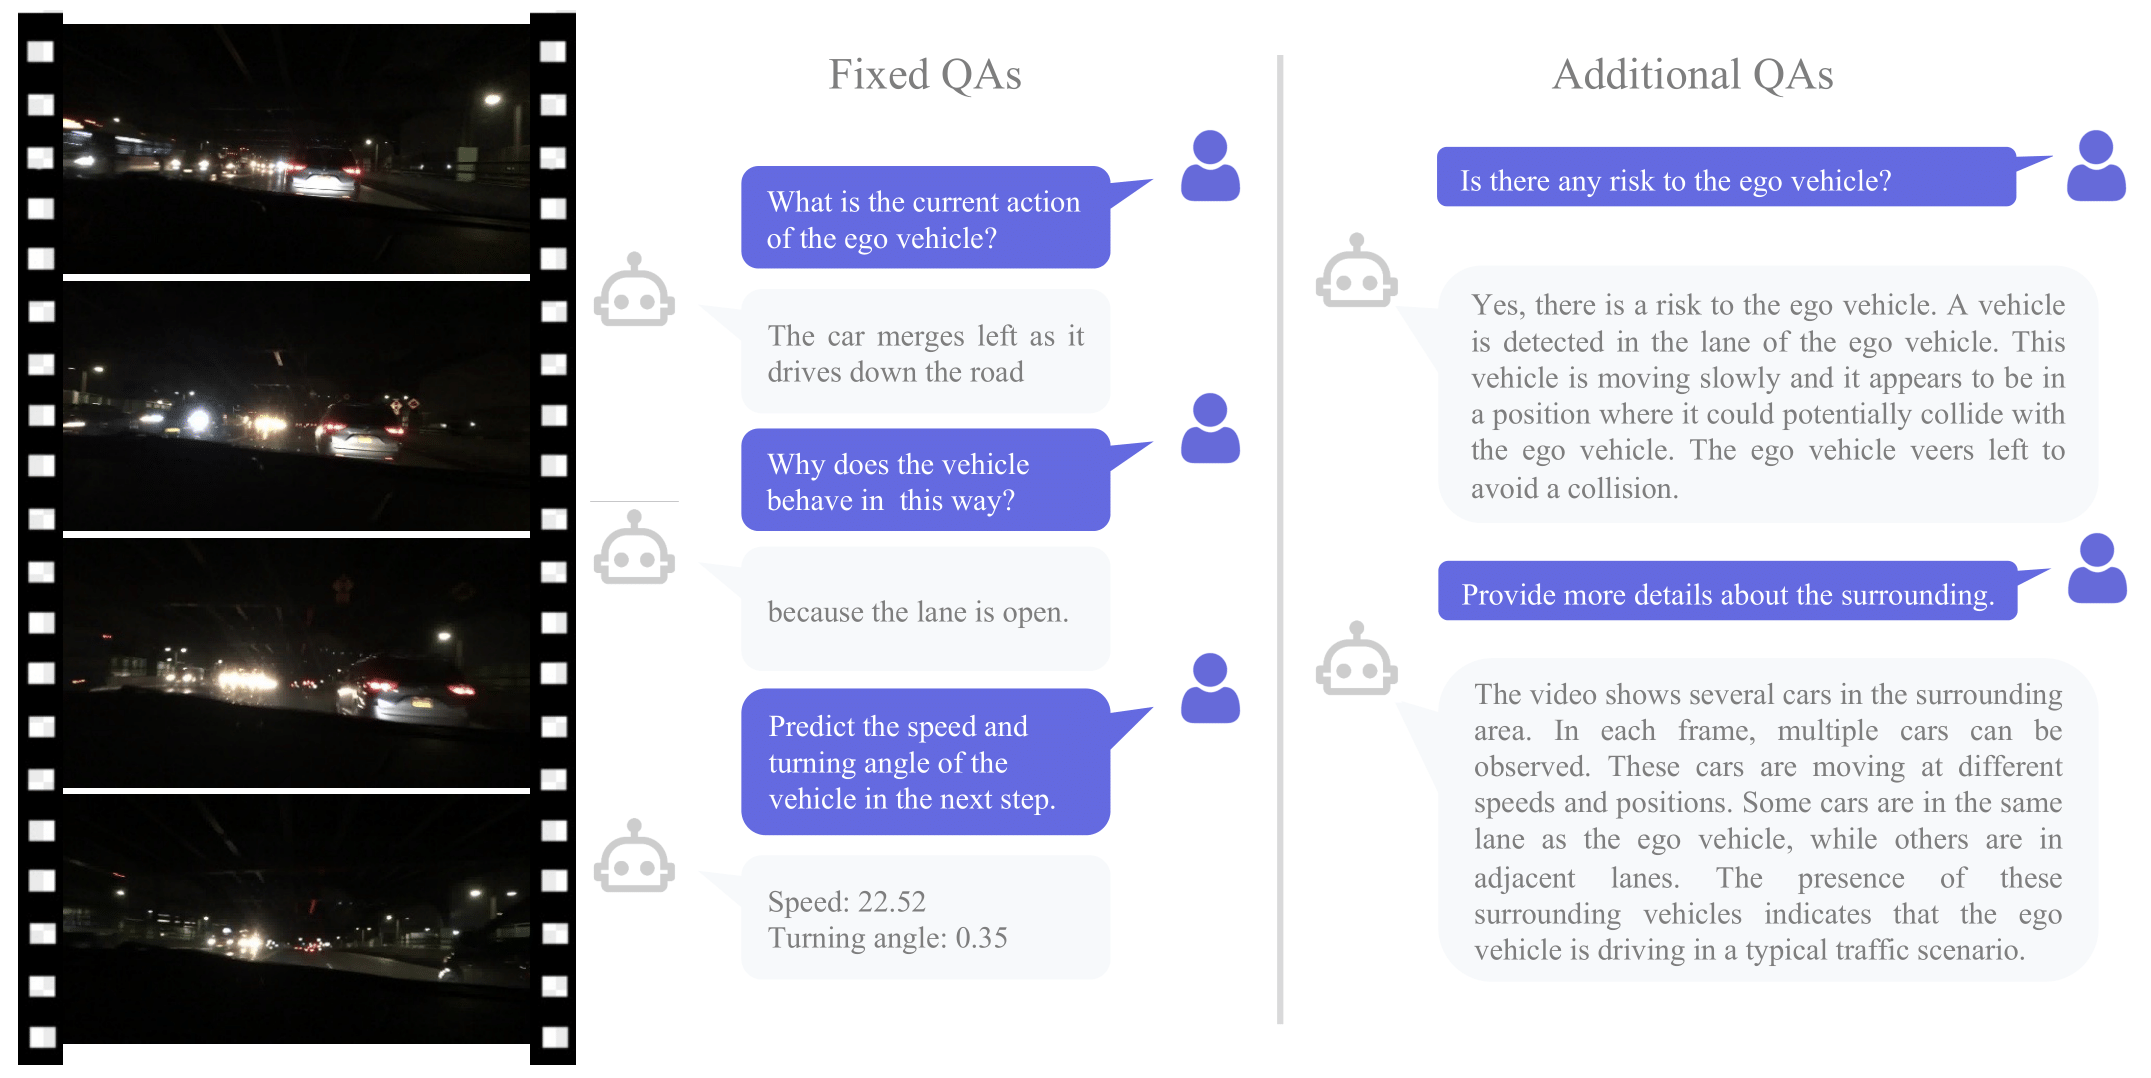 Fixed QAs
What is the current action
of the ego vehicle?
The car merges left as it
drives down the road
Why does the vehicle
behave in this way?
because the lane is open.
Predict the speed and
turning angle of the
vehicle in the next step.
Speed: 22.52
Turning angle: 0.35
Additional QAs
Is there any risk to the ego vehicle?
Yes, there is a risk to the ego vehicle. A vehicle
is detected in the lane of the ego vehicle. This
vehicle is moving slowly and it appears to be in
a position where it could potentially collide with
the ego vehicle. The ego vehicle veers left to
avoid a collision.
Provide more details about the surrounding.
The video shows several cars in the surrounding
area. In each frame, multiple cars can be
observed. These cars are moving at different
speeds and positions. Some cars are in the same
lane as the ego vehicle, while others are in
adjacent lanes. The presence of these
surrounding vehicles indicates that the ego
vehicle is driving in a typical traffic scenario.